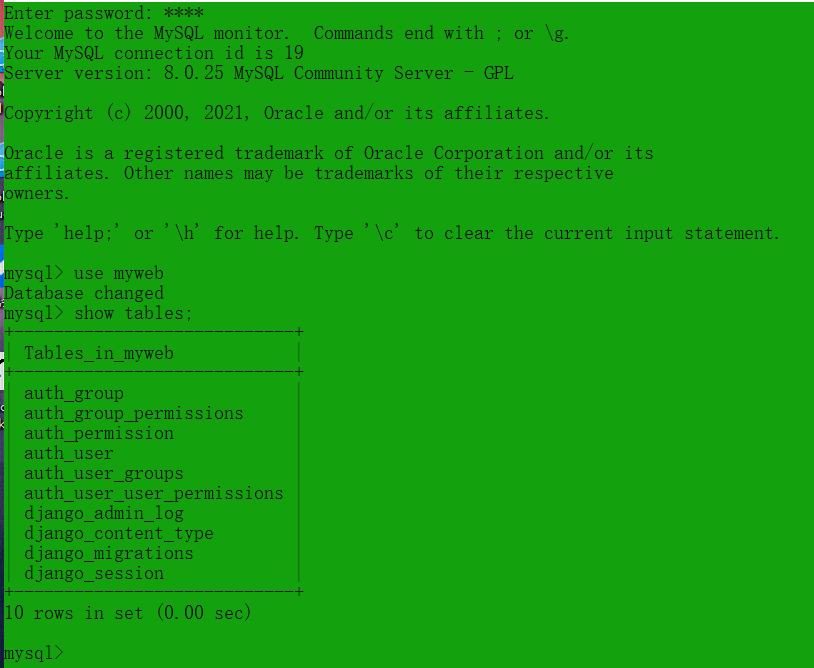 Enter password: ****
Welcome to the MySQL monitor.  Commands end with ; or \g.
Your MySQL connection id is 19
Server version: 8.0.25 MySQL Community Server - GPL
Copyright (c) 2000, 2021, Oracle and/or its affiliates.
Oracle is a registered trademark of Oracle Corporation and/or its
affiliates. Other names may be trademarks of their respective
owners.
Type 'help;' or '\h' for help. Type '\c' to clear the current input statement.
mysql> use myweb
Database changed
mysql> show tables;
+----------------------------+
| Tables_in_myweb            |
+----------------------------+
| auth_group                 |
| auth_group_permissions     |
| auth_permission            |
| auth_user                  |
| auth_user_groups           |
| auth_user_user_permissions |
| django_admin_log           |
| django_content_type        |
| django_migrations          |
| django_session             |
+----------------------------+
10 rows in set (0.00 sec)
mysql>